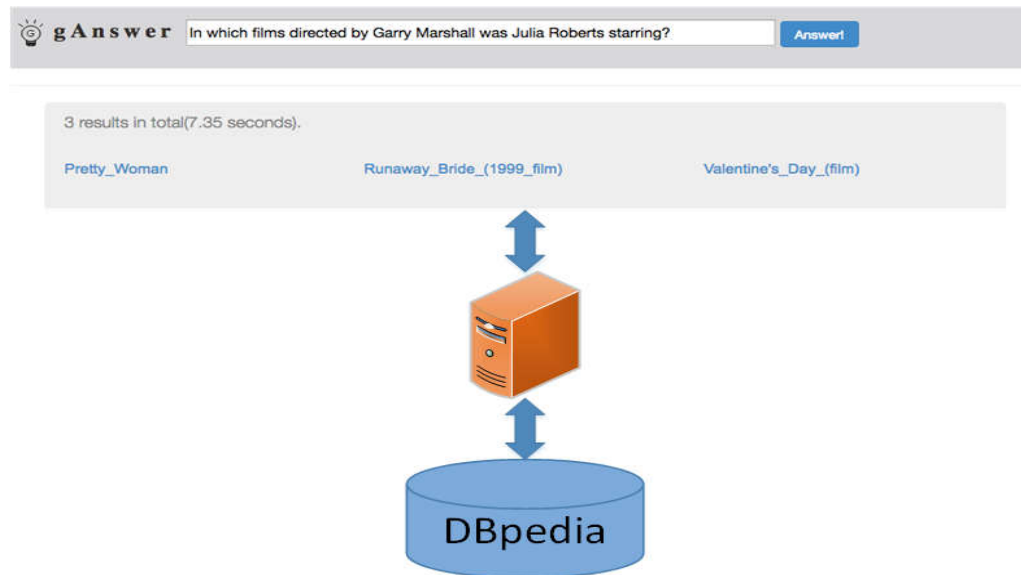 G gAnswer In which films directed by Garry Marshall was Julia Roberts starring? Answer!
3 results in total(7.35 seconds).
Pretty_Woman Runaway_Bride_(1999_film) Valentine's_Day_(film)
DBpedia